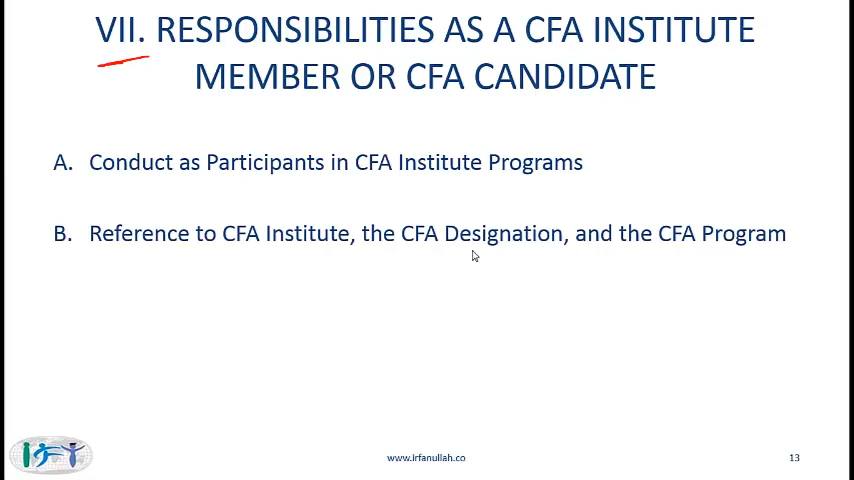 VII. RESPONSIBILITIES AS A CFA INSTITUTE
MEMBER OR CFA CANDIDATE
A. Conduct as Participants in CFA Institute Programs
B. Reference to CFA Institute, the CFA Designation, and the CFA Program
IFT
www.irfanullah.co
13